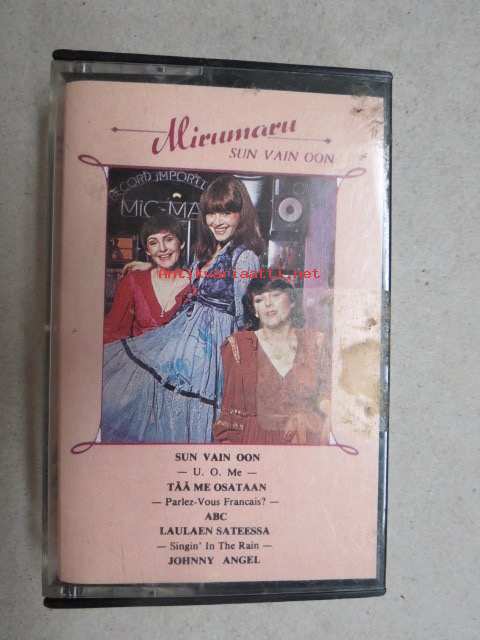 Mirumaru
SUN VAIN OON
RECORD IMPORTE
MIC-MA
Antikvariaatti.net
SUN VAIN OON
— U. O. Me —
TÄÄ ME OSATAAN
— Parlez-Vous Francais? —
ABC
LAULAEN SATEESSA
— Singin' In The Rain —
JOHNNY ANGEL